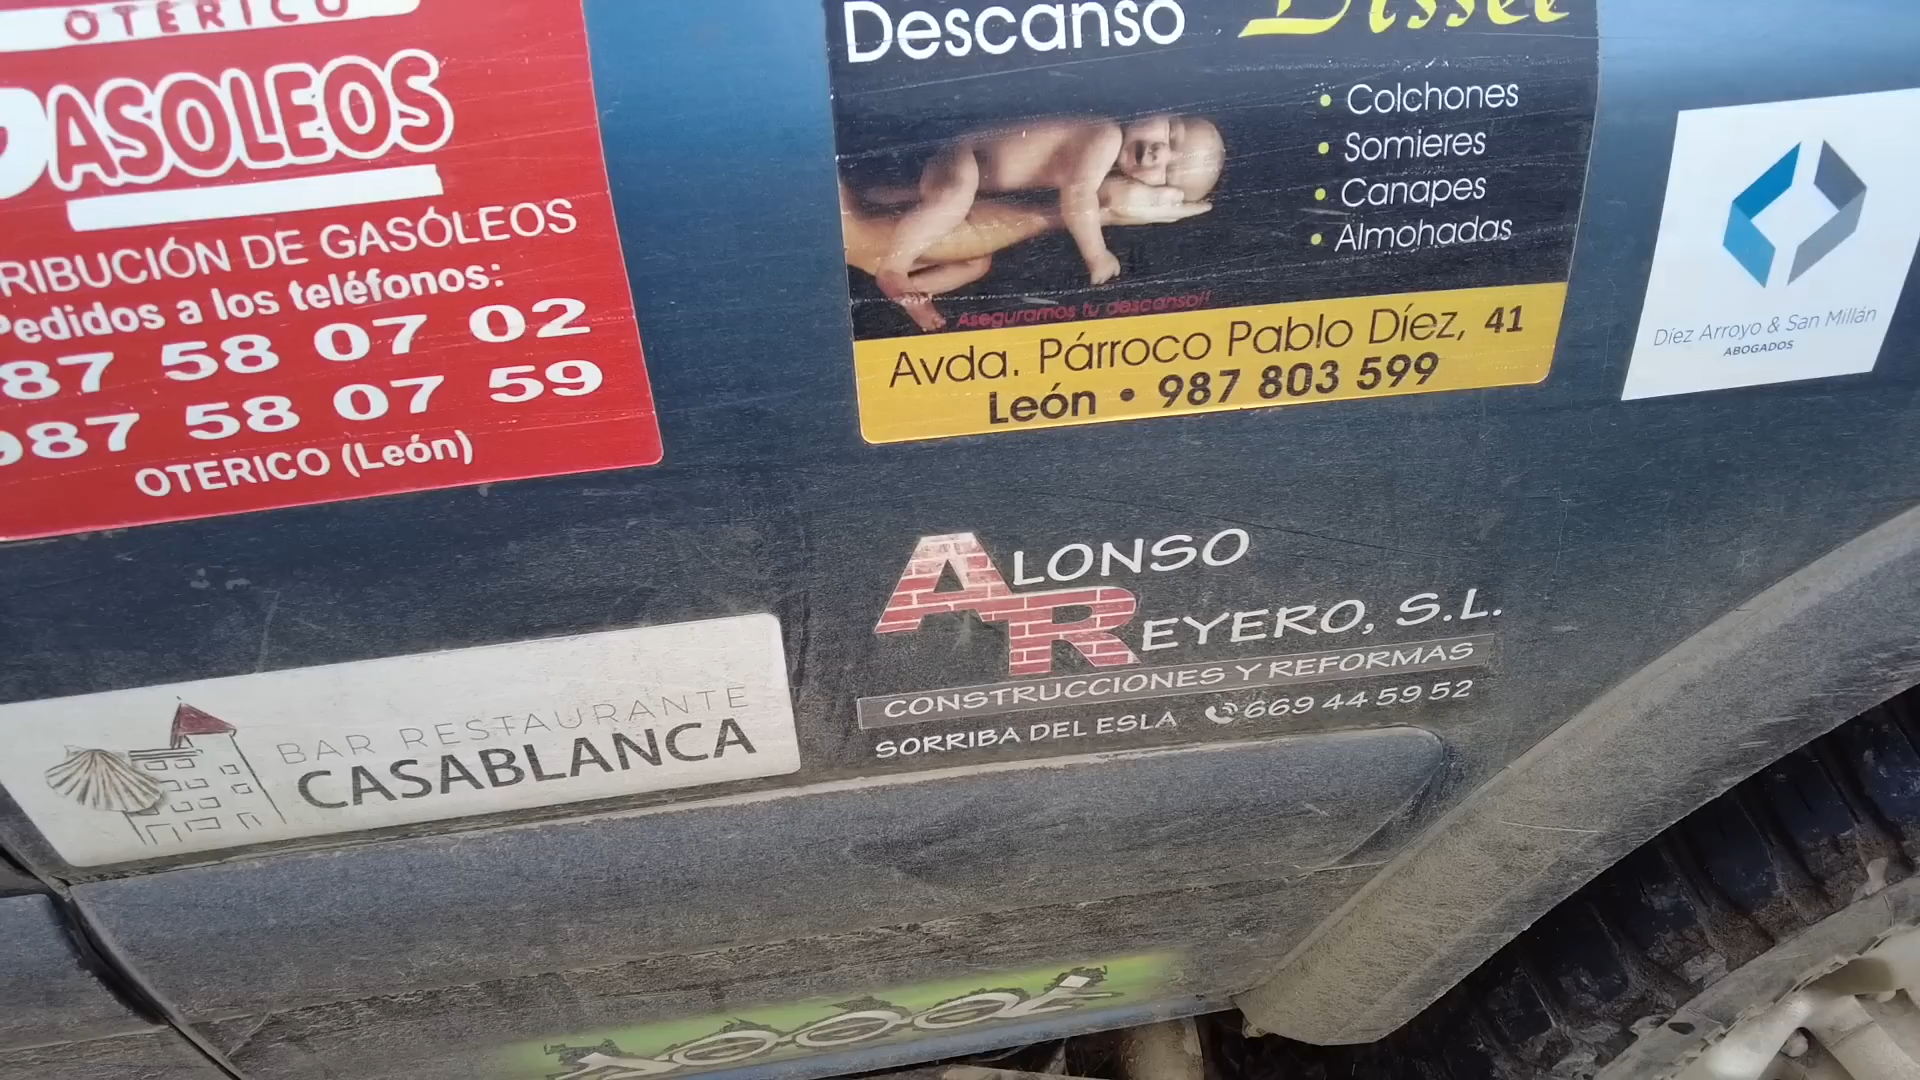 OTERICO
GASOLEOS
RIBUCIÓN DE GASÓLEOS
Pedidos a los teléfonos:
87 58 07 02
987 58 07 59
OTERICO (León)
Descanso
• Colchones
• Somieres
• Canapes
• Almohadas
Aseguramos tu descanso!!
Avda. Párroco Pablo Díez, 41
León • 987 803 599
Díez Arroyo & San Millán
ABOGADOS
BAR RESTAURANTE
CASABLANCA
ALONSO
REYERO, S.L.
CONSTRUCCIONES Y REFORMAS
SORRIBA DEL ESLA 669 44 59 52